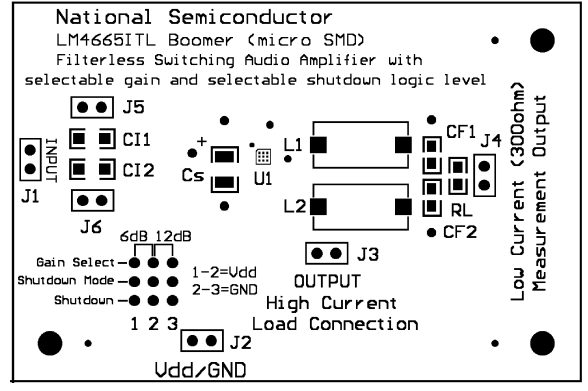 National Semiconductor
LM4665ITL Boomer (micro SMD)
Filterless Switching Audio Amplifier with
selectable gain and selectable shutdown logic level
J5
CI1
CI2
J1
INPUT
J6
+
Cs
U1
L1
L2
CF1
J4
RL
CF2
J3
OUTPUT
High Current
Load Connection
Low Current (300ohm)
Measurement Output
6dB 12dB
Gain Select
Shutdown Mode
Shutdown
1-2=Vdd
2-3=GND
1 2 3
J2
Vdd/GND